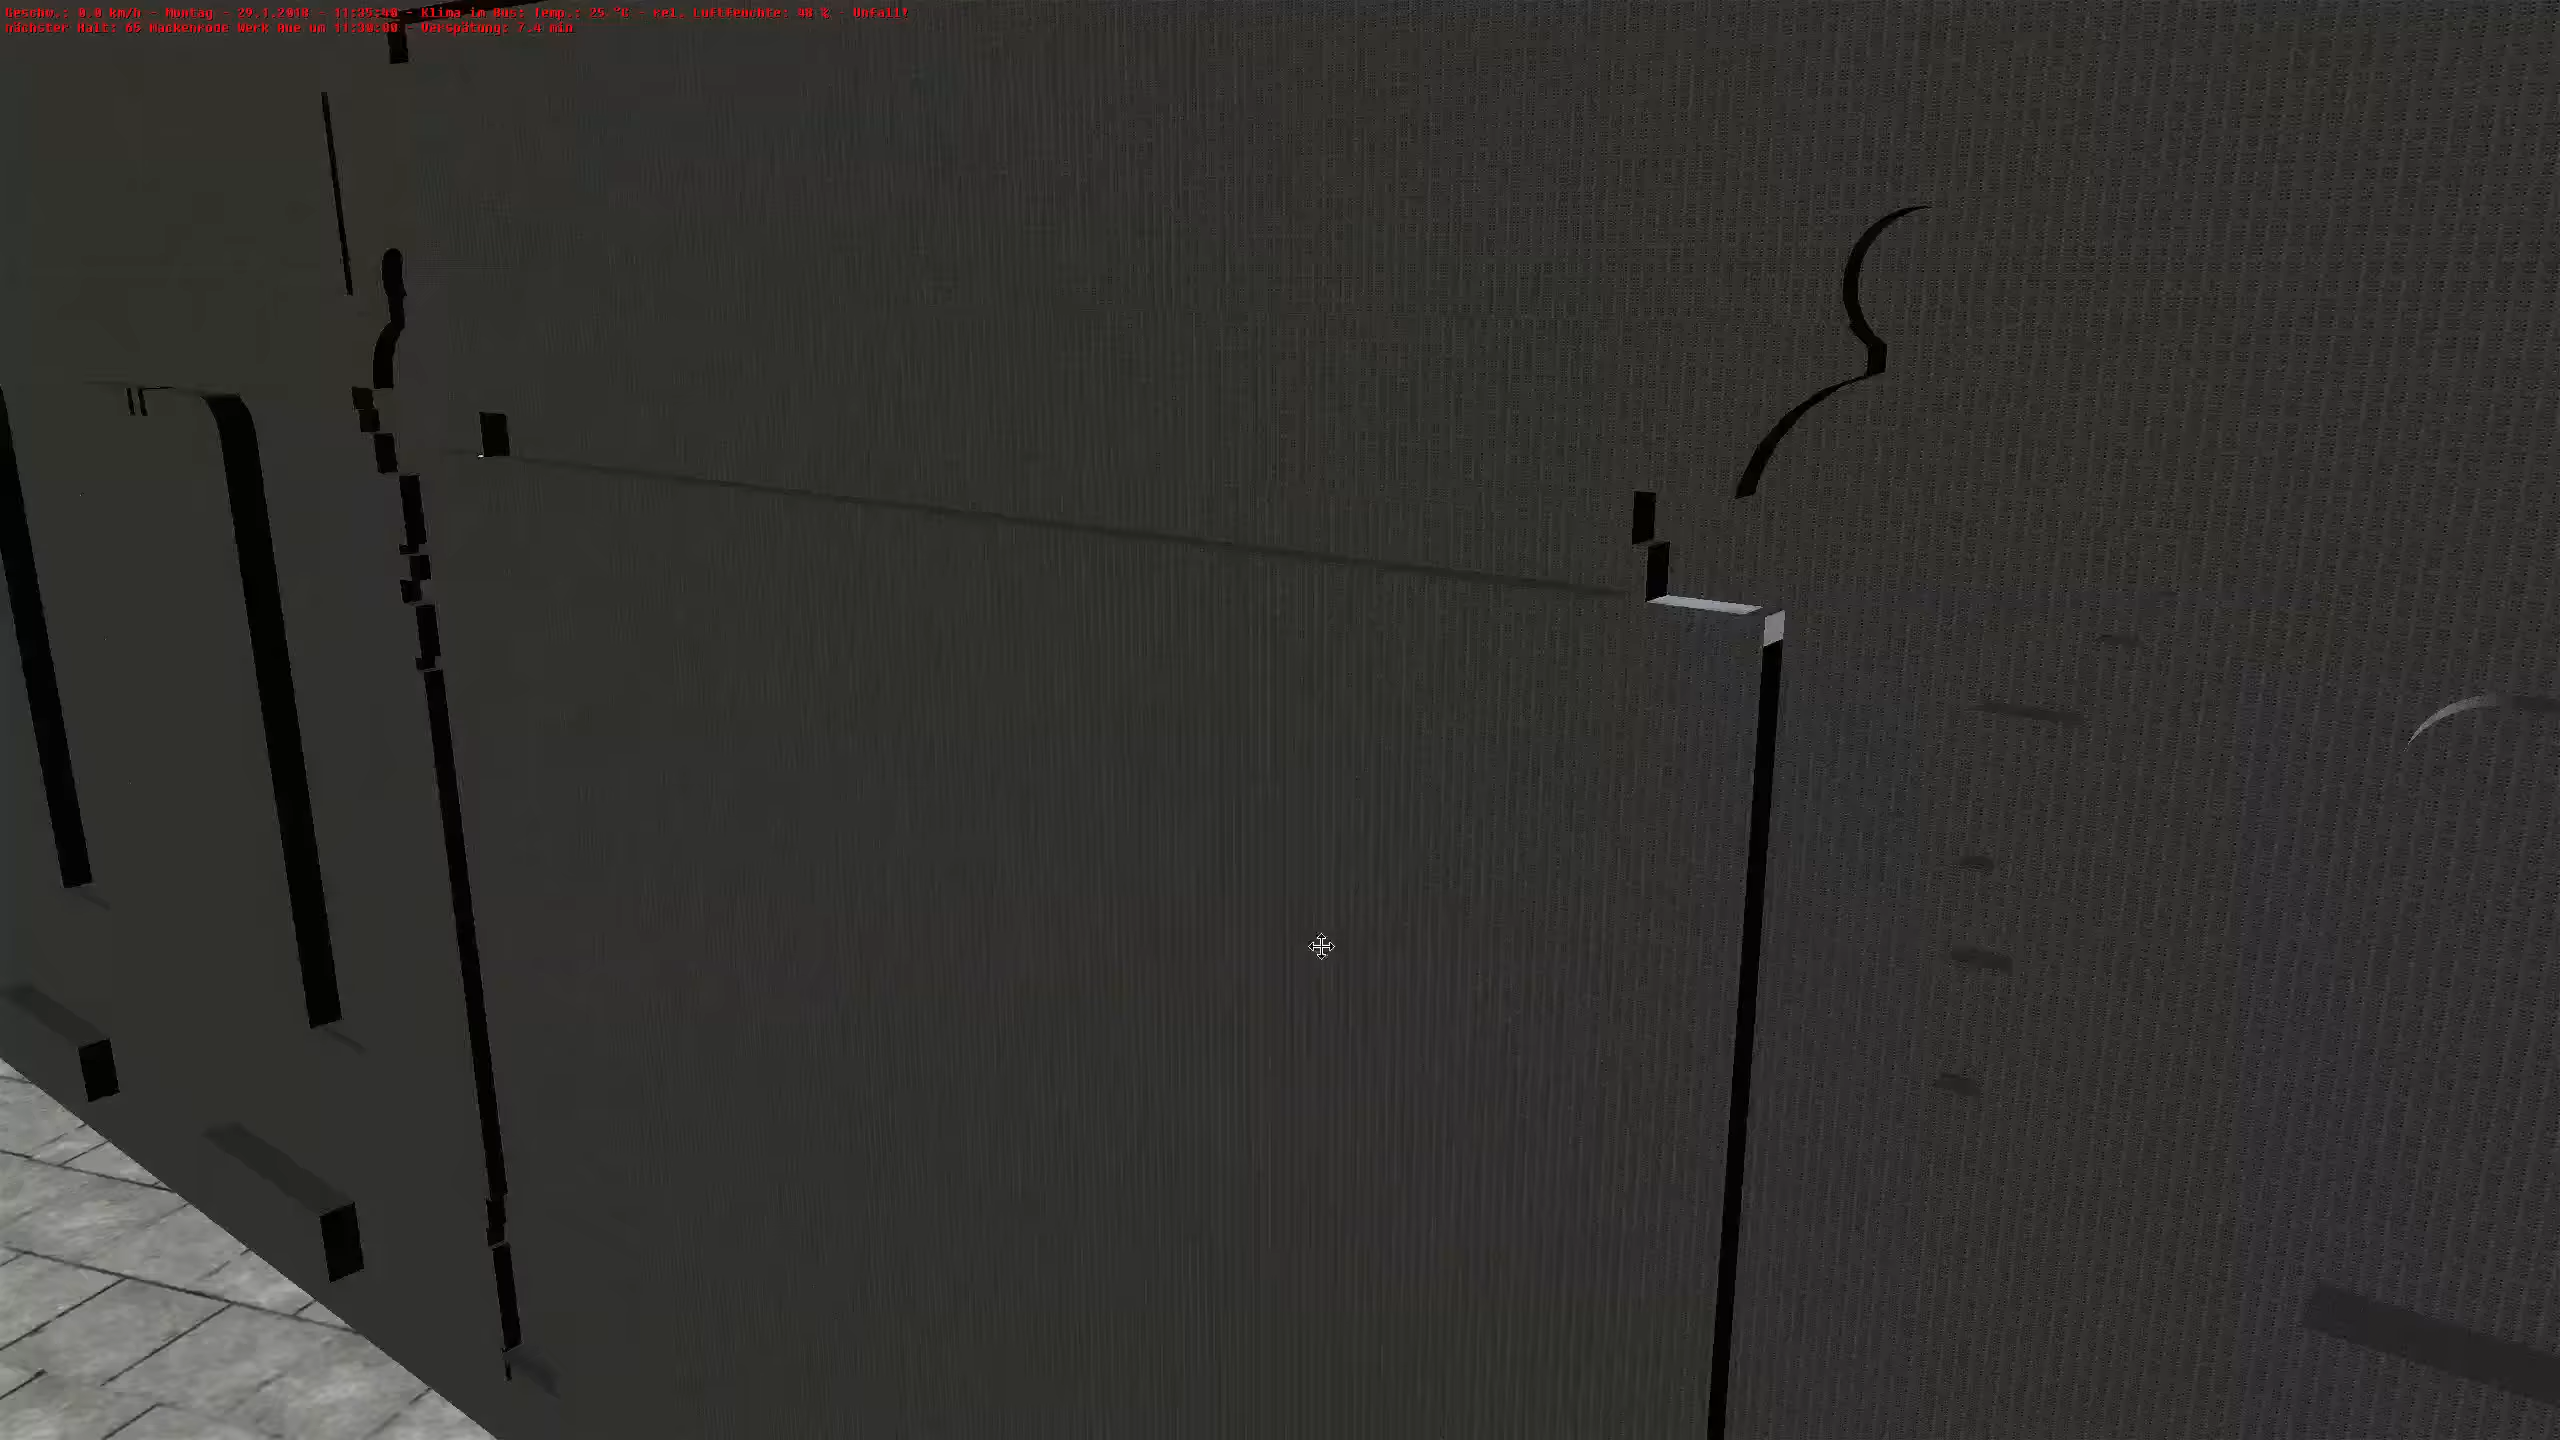 Geschw.: 0.0 km/h - Montag - 29.1.2018 - 11:35:40 - Klima im Bus: Temp.: 25 °C - rel. Luftfeuchte: 48 % - Unfall!
nächster Halt: 65 Mackenrode Werk Aue um 11:30:00 - Verspätung: 7.4 min